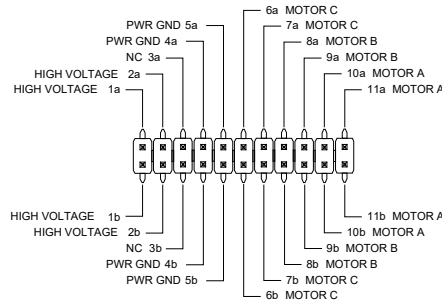 6a MOTOR C
PWR GND 5a
7a MOTOR C
PWR GND 4a
8a MOTOR B
NC 3a
9a MOTOR B
HIGH VOLTAGE 2a
10a MOTOR A
HIGH VOLTAGE 1a
11a MOTOR A
HIGH VOLTAGE 1b
11b MOTOR A
HIGH VOLTAGE 2b
10b MOTOR A
NC 3b
9b MOTOR B
PWR GND 4b
8b MOTOR B
PWR GND 5b
7b MOTOR C
6b MOTOR C